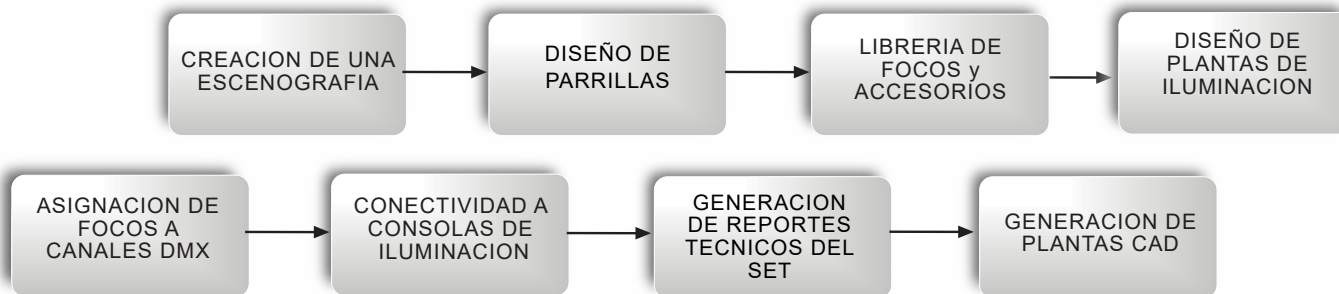 CREACION DE UNA
ESCENOGRAFIA
DISEÑO DE
PARRILLAS
LIBRERIA DE
FOCOS y
ACCESORIOS
DISEÑO DE
PLANTAS DE
ILUMINACION
ASIGNACION DE
FOCOS A
CANALES DMX
CONECTIVIDAD A
CONSOLAS DE
ILUMINACION
GENERACION
DE REPORTES
TECNICOS DEL
SET
GENERACION DE
PLANTAS CAD